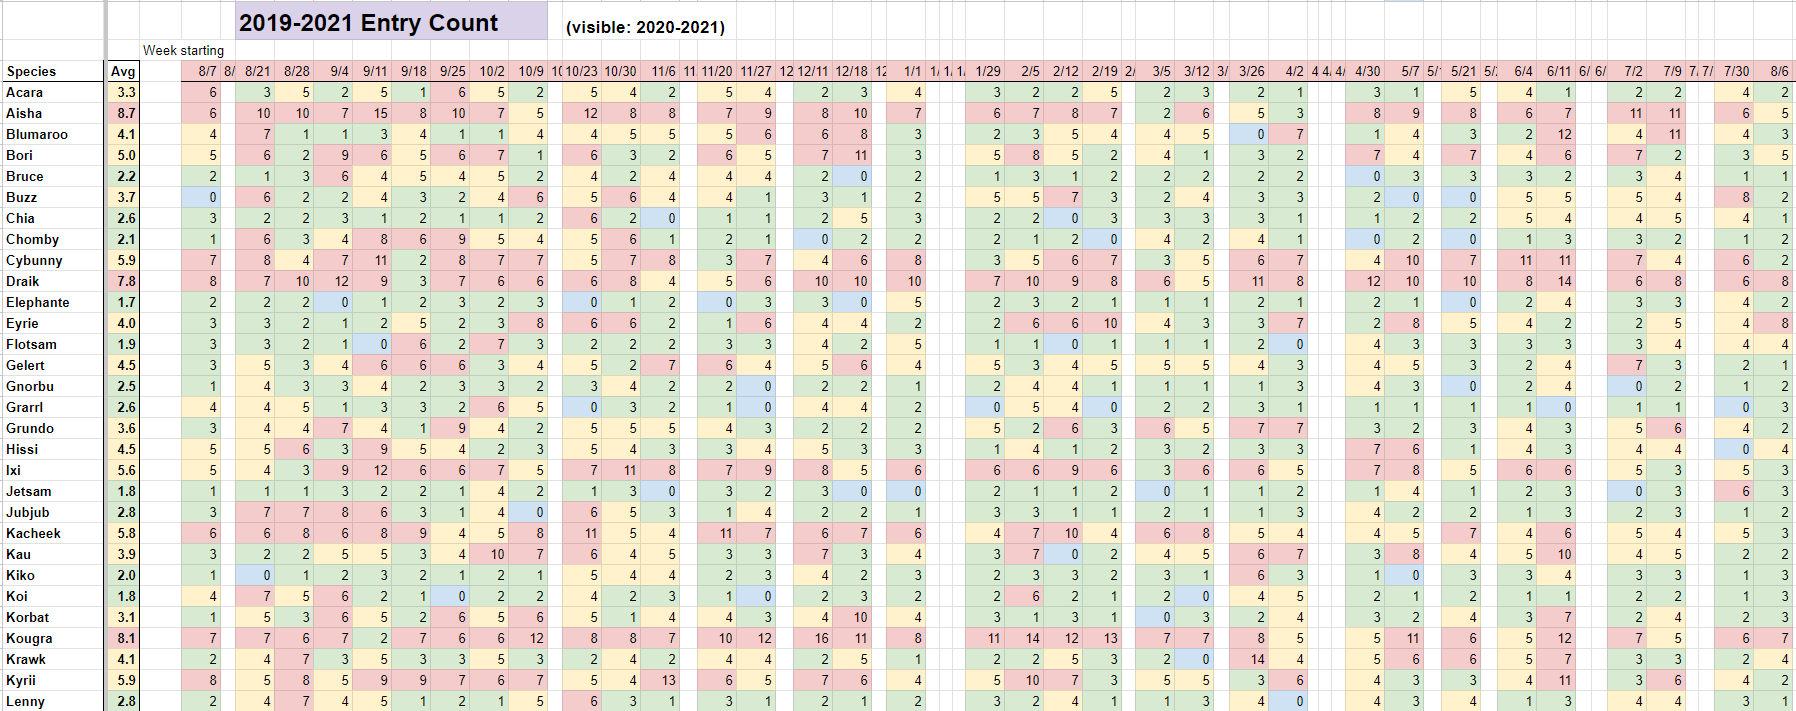 2019-2021 Entry Count (visible: 2020-2021)
Week starting
Species Avg 8/7 8/ 8/21 8/28 9/4 9/11 9/18 9/25 10/2 10/9 10 10/23 10/30 11/6 11 11/20 11/27 12 12/11 12/18 12 1/1 1/ 1/ 1/ 1/29 2/5 2/12 2/19 2/ 3/5 3/12 3/ 3/26 4/2 4 4/ 4/ 4/30 5/7 5/ 5/21 5/ 6/4 6/11 6/ 6/ 7/2 7/9 7/ 7/ 7/30 8/6
Acara 3.3 6 3 5 2 5 1 6 5 2 5 4 2 5 4 2 3 4 3 2 2 5 2 3 2 1 3 1 5 4 1 2 2 4 2
Aisha 8.7 6 10 10 7 15 8 10 7 5 12 8 8 7 9 8 10 7 6 7 8 7 2 6 5 3 8 9 8 6 7 11 11 6 5
Blumaroo 4.1 4 7 1 1 3 4 1 1 4 4 5 5 5 6 6 8 3 2 3 5 4 4 5 0 7 1 4 3 2 12 4 11 4 3
Bori 5.0 5 6 2 9 6 5 6 7 1 6 3 2 6 5 7 11 3 5 8 5 2 4 1 3 2 7 4 7 4 6 7 2 3 5
Bruce 2.2 2 1 3 6 4 5 4 5 2 4 2 4 4 4 2 0 2 1 3 1 2 2 2 2 2 0 3 3 3 2 3 4 1 1
Buzz 3.7 0 6 2 2 4 3 2 4 6 5 6 4 4 1 3 1 2 5 5 7 3 2 4 3 3 2 0 0 5 5 5 4 8 2
Chia 2.6 3 2 2 3 1 2 1 1 2 6 2 0 1 1 2 5 3 2 2 0 3 3 3 3 1 1 2 2 5 4 4 5 4 1
Chomby 2.1 1 6 3 4 8 6 9 5 4 5 6 1 2 1 0 2 2 2 1 2 0 4 2 4 1 0 2 0 1 3 3 2 1 2
Cybunny 5.9 7 8 4 7 11 2 8 7 7 5 7 8 3 7 4 6 8 3 5 6 7 3 5 6 7 4 10 7 11 11 7 4 6 2
Draik 7.8 8 7 10 12 9 3 7 6 6 6 8 4 5 6 10 10 10 7 10 9 8 6 5 11 8 12 10 10 8 14 6 8 6 8
Elephante 1.7 2 2 2 0 1 2 3 2 3 0 1 2 0 3 3 0 5 2 3 2 1 1 1 2 1 2 1 0 2 4 3 3 4 2
Eyrie 4.0 3 3 2 1 2 5 2 3 8 6 6 2 1 6 4 4 2 2 6 6 10 4 3 3 7 2 8 5 4 2 2 5 4 8
Flotsam 1.9 3 3 2 1 0 6 2 7 3 2 2 2 3 3 4 2 5 1 1 0 1 1 1 2 0 4 3 3 3 3 3 4 4 4
Gelert 4.5 3 5 3 4 6 6 6 3 4 5 2 7 6 4 5 6 4 5 3 4 5 5 5 4 3 4 5 3 2 4 7 3 2 1
Gnorbu 2.5 1 4 3 3 4 2 3 3 2 3 4 2 2 0 2 2 1 2 4 4 1 1 1 1 3 4 3 0 2 4 0 2 1 2
Grarrl 2.6 4 4 5 1 3 3 2 6 5 0 3 2 1 0 4 4 2 0 5 4 0 2 2 3 1 1 1 1 1 0 1 1 0 3
Grundo 3.6 3 4 4 7 4 1 9 4 2 5 5 5 4 3 2 2 2 5 2 6 3 6 5 7 7 3 2 3 4 3 5 6 4 2
Hissi 4.5 5 5 6 3 9 5 4 2 3 5 4 3 3 4 5 3 3 1 4 2 1 4 2 3 3 7 6 1 4 3 4 4 0 4
Ixi 5.6 5 4 3 9 12 6 6 7 5 7 11 8 7 9 8 5 6 6 6 9 6 3 6 6 5 7 8 5 6 6 5 3 5 3
Jetsam 1.8 1 1 1 3 2 2 1 4 2 1 3 0 3 2 3 0 0 2 1 1 2 0 1 1 2 1 4 1 2 3 0 3 6 3
Jubjub 2.8 3 7 7 8 6 3 1 4 0 6 5 3 1 4 2 2 1 3 3 1 1 2 1 1 3 4 2 2 1 3 2 2 3 2
Kacheek 5.8 6 6 8 6 8 9 4 5 8 11 5 4 11 7 6 7 6 4 7 10 4 6 8 5 4 4 5 7 4 6 5 4 5 3
Kau 3.9 3 2 2 5 5 3 4 10 7 6 4 5 3 3 7 3 4 3 7 0 2 4 5 6 7 3 8 4 5 10 4 5 2 2
Kiko 2.0 1 0 1 2 3 2 1 2 1 5 4 4 2 3 4 2 3 2 3 3 2 3 1 6 3 1 0 3 3 4 3 3 1 3
Koi 1.8 4 7 5 6 2 1 0 2 2 4 2 3 1 0 2 3 2 2 6 2 1 2 0 4 5 2 1 2 1 1 2 2 1 3
Korbat 3.1 1 5 3 6 5 2 6 5 6 5 1 4 4 3 4 10 4 3 1 3 1 0 3 2 4 3 2 4 3 7 2 4 2 3
Kougra 8.1 7 7 6 7 2 7 6 6 12 8 8 7 10 12 16 11 8 11 14 12 13 7 7 8 5 5 11 6 5 12 7 5 6 7
Krawk 4.1 2 4 7 3 5 3 3 5 3 2 4 2 4 4 2 5 1 2 2 5 3 2 0 14 4 5 6 6 5 7 3 3 2 4
Kyrii 5.9 8 5 8 5 9 9 7 6 7 5 4 13 6 5 7 6 4 5 10 7 3 5 5 3 6 4 3 3 4 11 3 6 4 2
Lenny 2.8 2 4 7 4 5 1 2 1 5 6 3 1 3 1 2 1 2 3 2 4 1 1 3 4 0 4 3 4 1 3 4 4 3 1